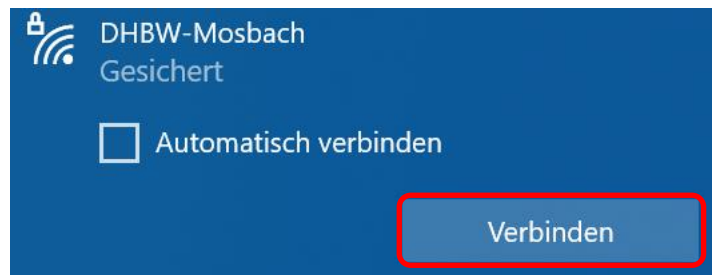 DHBW-Mosbach
Gesichert
Automatisch verbinden
Verbinden